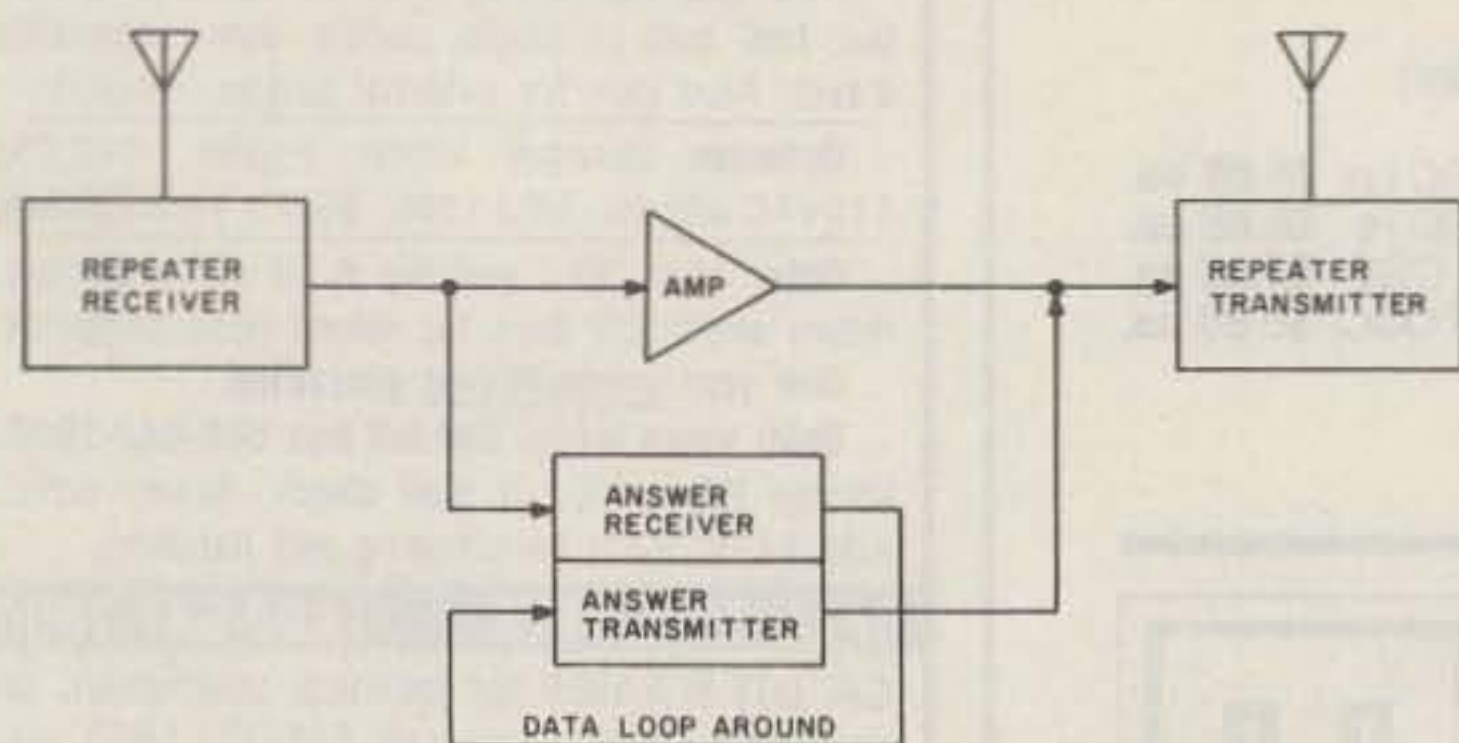 REPEATER
RECEIVER
AMP
REPEATER
TRANSMITTER
ANSWER
RECEIVER
ANSWER
TRANSMITTER
DATA LOOP AROUND